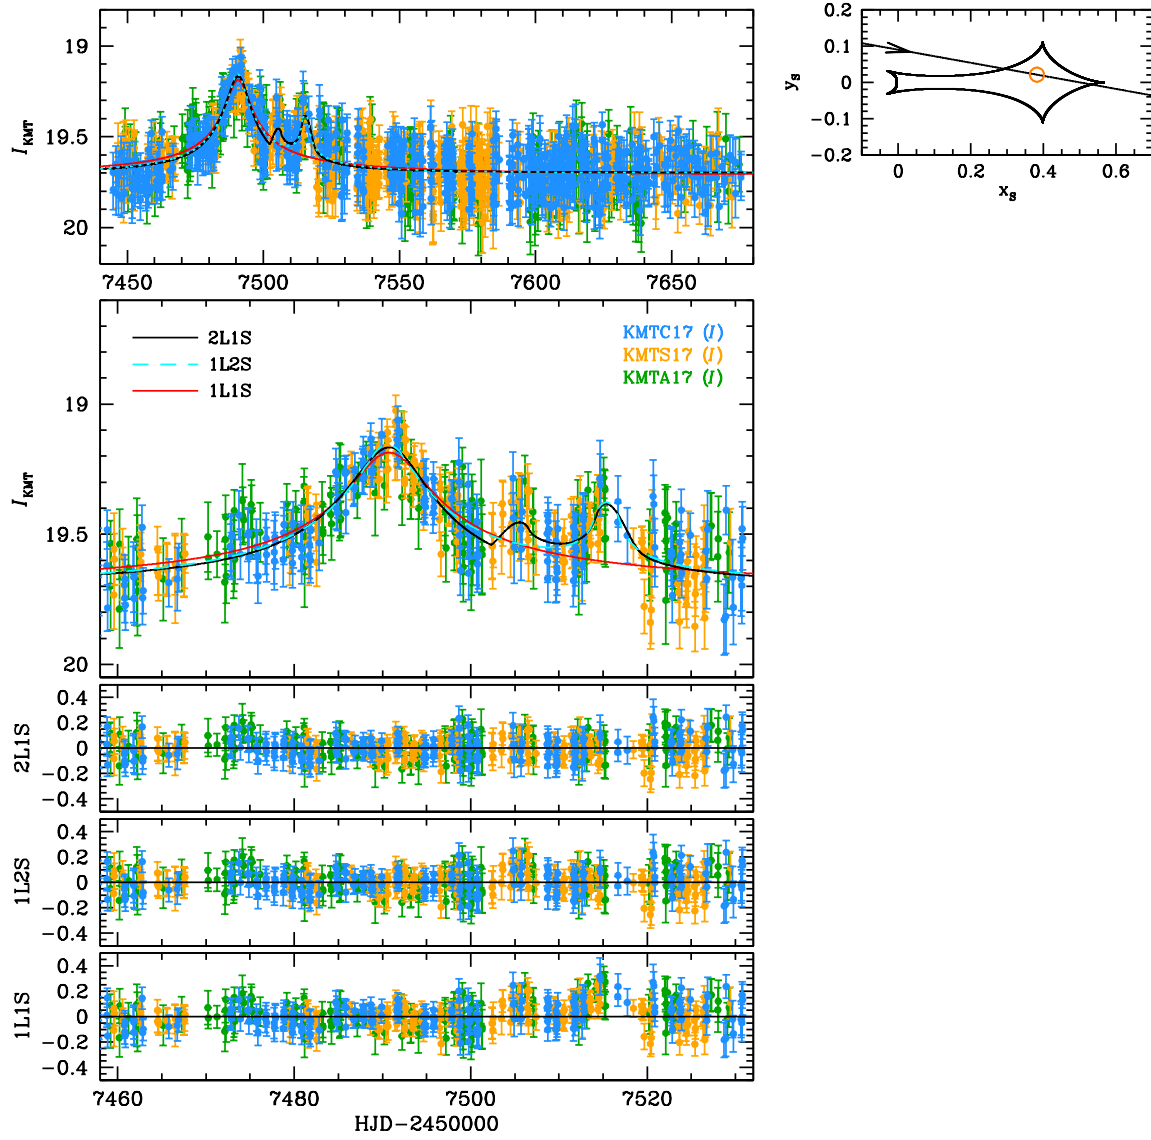 19
19.5
20
I_KMT
7450 7500 7550 7600 7650
0.2
0.1
0
−0.1
−0.2
y_S
0 0.2 0.4 0.6
x_S
2L1S
1L2S
1L1S
KMTC17 (I)
KMTS17 (I)
KMTA17 (I)
19
19.5
20
I_KMT
0.4
0.2
0
−0.2
−0.4
2L1S
0.4
0.2
0
−0.2
−0.4
1L2S
0.4
0.2
0
−0.2
−0.4
1L1S
7460 7480 7500 7520
HJD−2450000